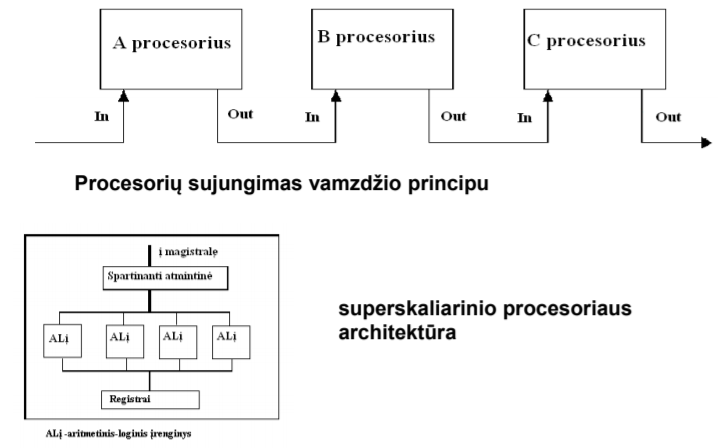 A procesorius
B procesorius
C procesorius
In
Out
In
Out
In
Out
Procesorių sujungimas vamzdžio principu
į magistralę
Spartinanti atmintinė
ALį
ALį
ALį
ALį
Registrai
ALį -aritmetinis-loginis įrenginys
superskaliarinio procesoriaus
architektūra